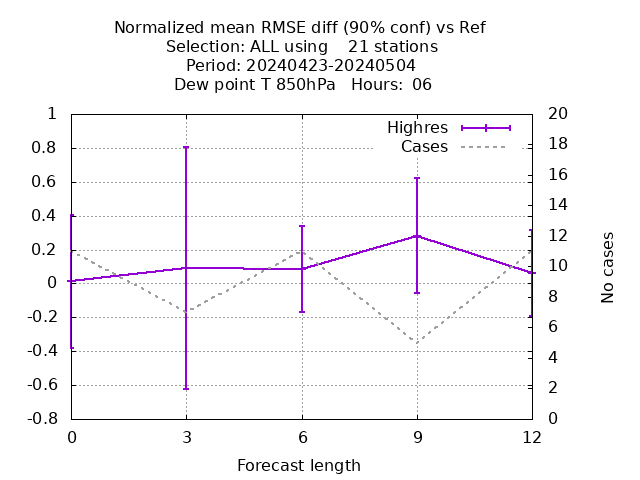 Normalized mean RMSE diff (90% conf) vs Ref
Selection: ALL using    21 stations
Period: 20240423-20240504
Dew point T 850hPa   Hours: 06
Highres
Cases
1
0.8
0.6
0.4
0.2
0
-0.2
-0.4
-0.6
-0.8
20
18
16
14
12
10
8
6
4
2
0
No cases
0 3 6 9 12
Forecast length